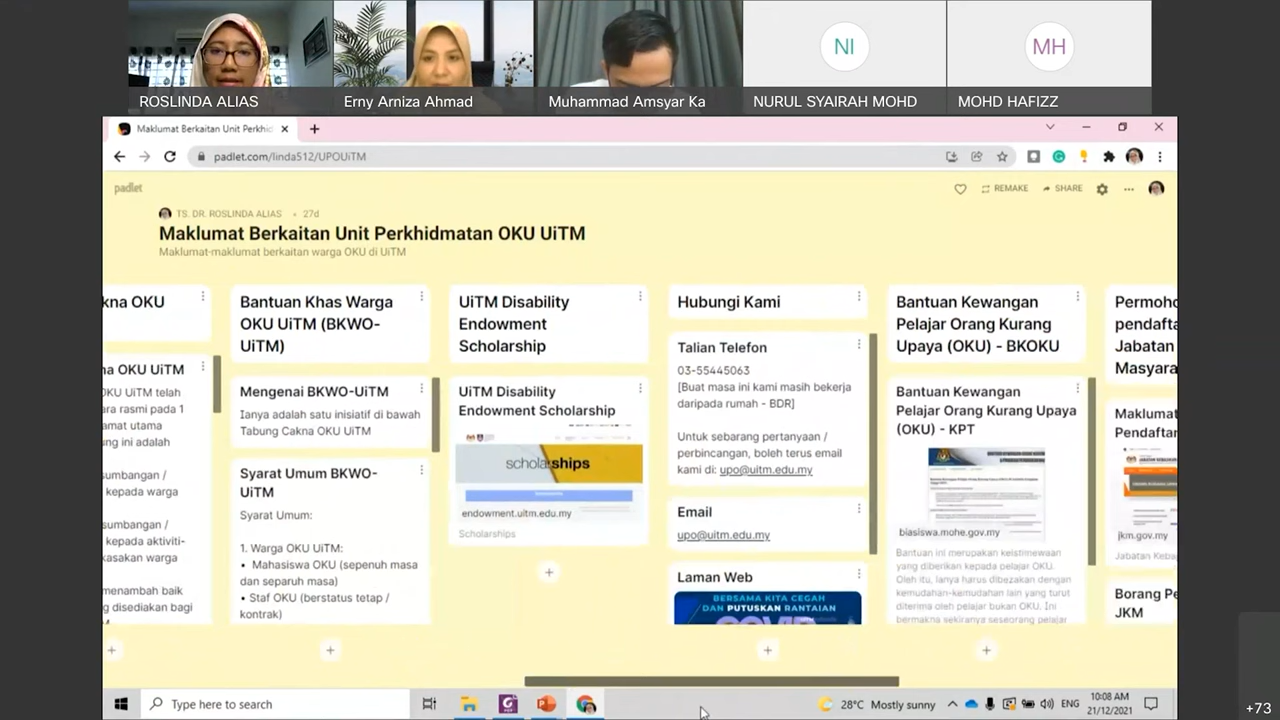 ROSLINDA ALIAS
Erny Arniza Ahmad
Muhammad Amsyar Ka
NI
NURUL SYAIRAH MOHD
MH
MOHD HAFIZZ
Maklumat Berkaitan Unit Perkhid
padlet.com/linda512/UPOUiTM
padlet
REMAKE
SHARE
TS. DR. ROSLINDA ALIAS • 27d
Maklumat Berkaitan Unit Perkhidmatan OKU UiTM
Maklumat-maklumat berkaitan warga OKU di UiTM
kna OKU
na OKU UiTM
OKU UiTM telah
ara rasmi pada 1
amat utama
ng ini adalah
sumbangan /
kepada warga
sumbangan /
kepada aktiviti-
kasakan warga
menambah baik
disediakan bagi
Bantuan Khas Warga
OKU UiTM (BKWO-
UiTM)
Mengenai BKWO-UiTM
Ianya adalah satu inisiatif di bawah
Tabung Cakna OKU UiTM
Syarat Umum BKWO-
UiTM
Syarat Umum:
1. Warga OKU UiTM:
• Mahasiswa OKU (sepenuh masa
dan separuh masa)
• Staf OKU (berstatus tetap /
kontrak)
UiTM Disability
Endowment
Scholarship
UiTM Disability
Endowment Scholarship
scholarships
endowment.uitm.edu.my
Scholarships
Hubungi Kami
Talian Telefon
03-55445063
[Buat masa ini kami masih bekerja
daripada rumah - BDR]
Untuk sebarang pertanyaan /
perbincangan, boleh terus email
kami di: upo@uitm.edu.my
Email
upo@uitm.edu.my
Laman Web
BERSAMA KITA CEGAH
DAN PUTUSKAN RANTAIAN
COVID
Bantuan Kewangan
Pelajar Orang Kurang
Upaya (OKU) - BKOKU
Bantuan Kewangan
Pelajar Orang Kurang Upaya
(OKU) - KPT
biasiswa.mohe.gov.my
Bantuan ini merupakan keistimewaan
yang diberikan kepada pelajar OKU.
Oleh itu, ianya harus dibezakan dengan
kemudahan-kemudahan lain yang turut
diterima oleh pelajar bukan OKU. Ini
bermakna sekiranya seseorang pelajar
Permoho
pendafta
Jabatan
Masyara
Maklumat
Pendaftar
jkm.gov.my
Jabatan Keba
Borang Pe
JKM
Type here to search
28°C Mostly sunny
ENG
10:08 AM
21/12/2021
+73